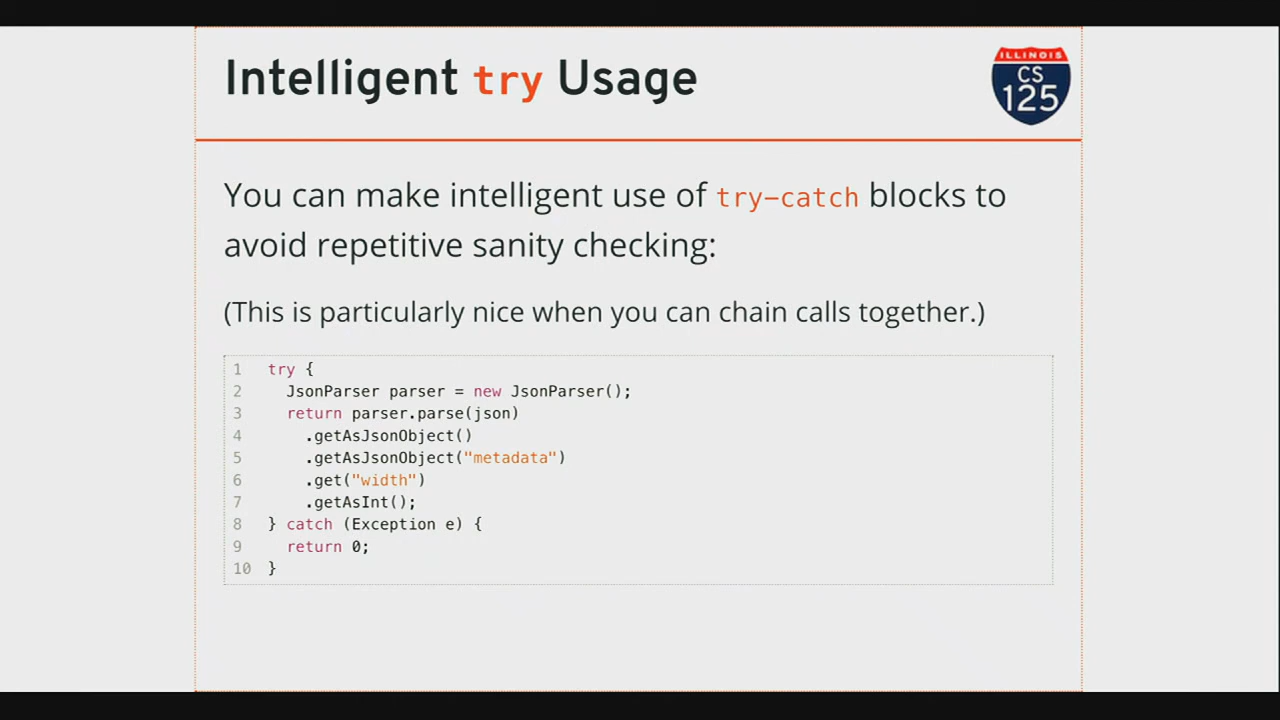 Intelligent try Usage
ILLINOIS
CS
125
You can make intelligent use of try-catch blocks to
avoid repetitive sanity checking:
(This is particularly nice when you can chain calls together.)
1 try {
2   JsonParser parser = new JsonParser();
3   return parser.parse(json)
4     .getAsJsonObject()
5     .getAsJsonObject("metadata")
6     .get("width")
7     .getAsInt();
8 } catch (Exception e) {
9   return 0;
10 }